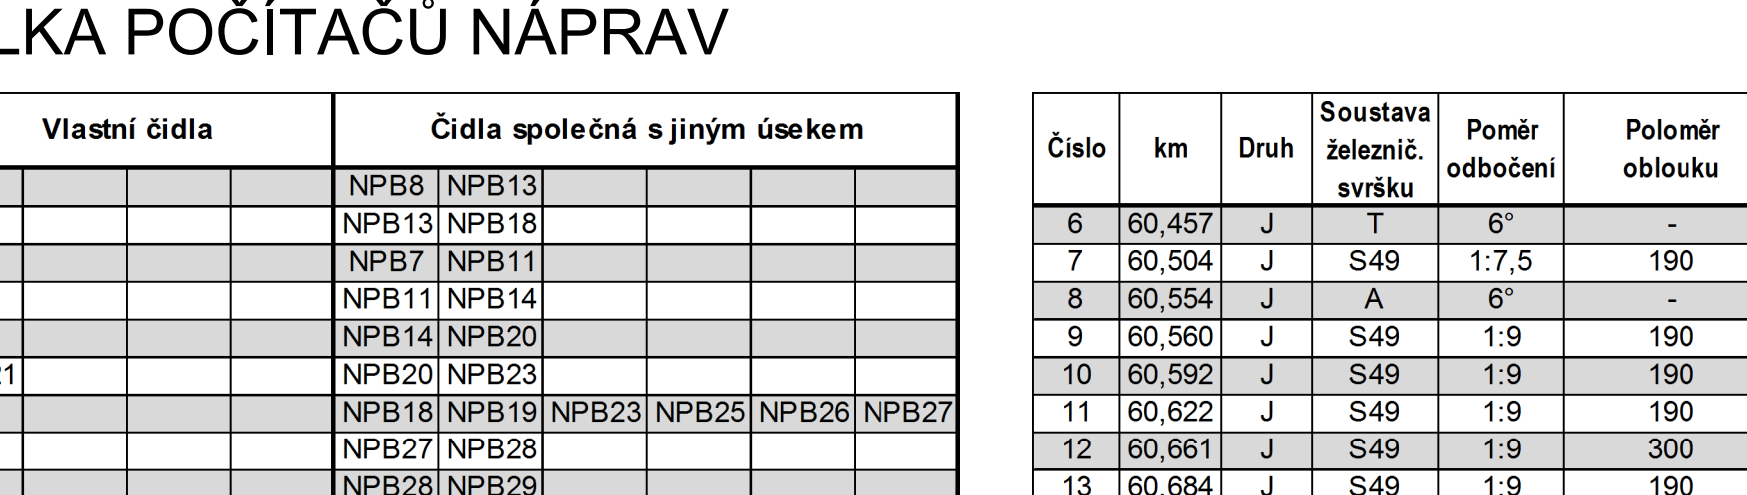 LKA POČÍTAČŮ NÁPRAV
Vlastní čidla Čidla společná s jiným úsekem
NPB8 NPB13
NPB13 NPB18
NPB7 NPB11
NPB11 NPB14
NPB14 NPB20
21 NPB20 NPB23
NPB18 NPB19 NPB23 NPB25 NPB26 NPB27
NPB27 NPB28
NPB28 NPB29
Číslo km Druh Soustava železnič. svršku Poměr odbočení Poloměr oblouku
6 60,457 J T 6° -
7 60,504 J S49 1:7,5 190
8 60,554 J A 6° -
9 60,560 J S49 1:9 190
10 60,592 J S49 1:9 190
11 60,622 J S49 1:9 190
12 60,661 J S49 1:9 300
13 60,684 J S49 1:9 190